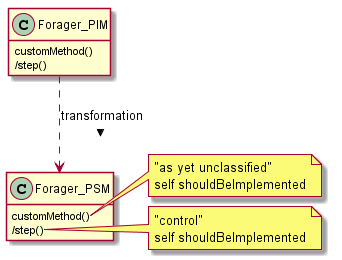 C Forager_PIM
customMethod()
/step()
transformation
▼
C Forager_PSM
customMethod()
/step()
"as yet unclassified"
self shouldBeImplemented
"control"
self shouldBeImplemented